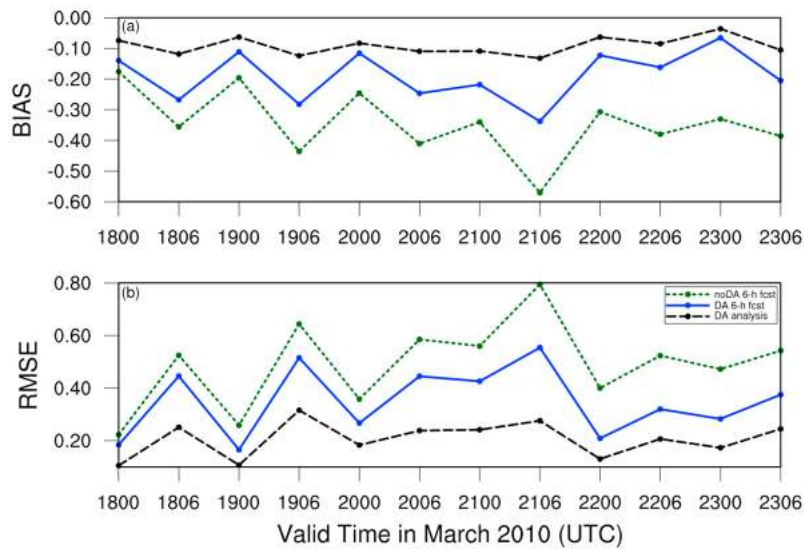 0.00
(a)
-0.10
-0.20
-0.30
-0.40
-0.50
-0.60
BIAS
1800 1806 1900 1906 2000 2006 2100 2106 2200 2206 2300 2306
0.80
(b)
noDA 6-h fcst
DA 6-h fcst
DA analysis
0.60
0.40
0.20
RMSE
1800 1806 1900 1906 2000 2006 2100 2106 2200 2206 2300 2306
Valid Time in March 2010 (UTC)